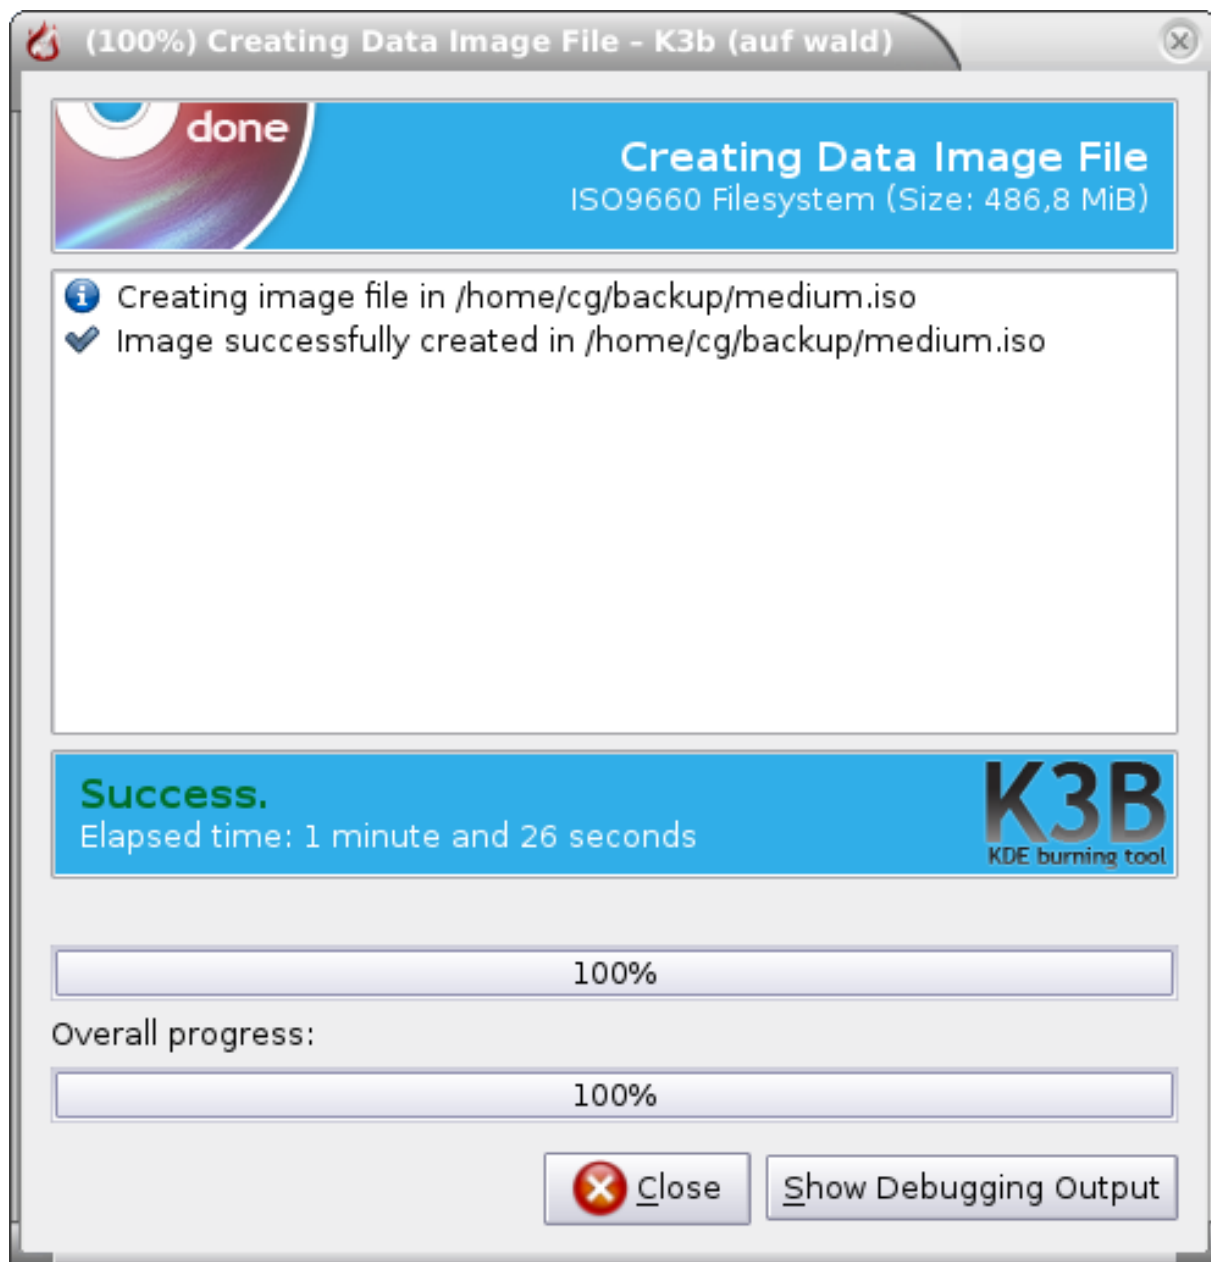 (100%) Creating Data Image File – K3b (auf wald)
done
Creating Data Image File
ISO9660 Filesystem (Size: 486,8 MiB)
Creating image file in /home/cg/backup/medium.iso
Image successfully created in /home/cg/backup/medium.iso
Success.
Elapsed time: 1 minute and 26 seconds
K3B
KDE burning tool
100%
Overall progress:
100%
Close
Show Debugging Output